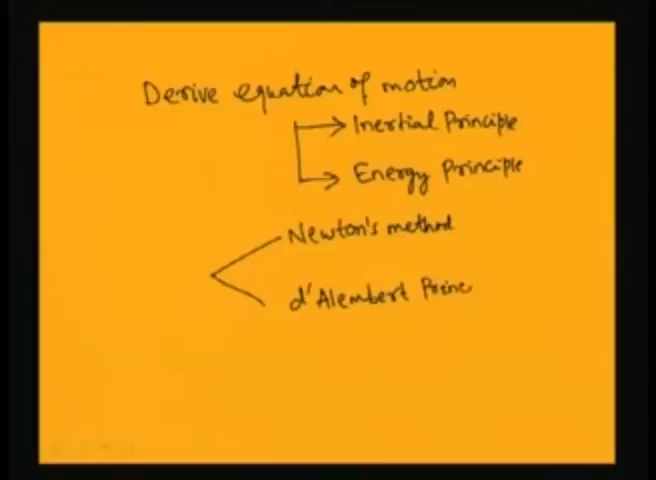 Derive equation of motion
Inertial Principle
Energy Principle
Newton's method
d'Alembert Princ